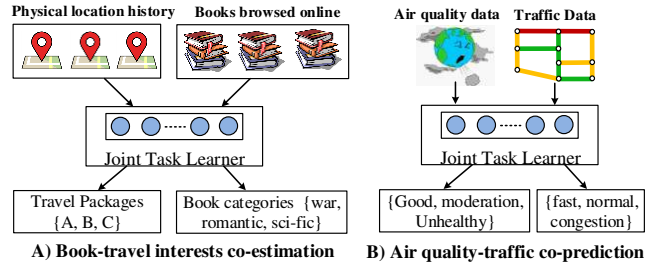 Physical location history
Books browsed online
Joint Task Learner
Travel Packages
{A, B, C}
Book categories {war,
romantic, sci-fic}
A) Book-travel interests co-estimation
Air quality data
Traffic Data
Joint Task Learner
{Good, moderation,
Unhealthy}
{fast, normal,
congestion}
B) Air quality-traffic co-prediction